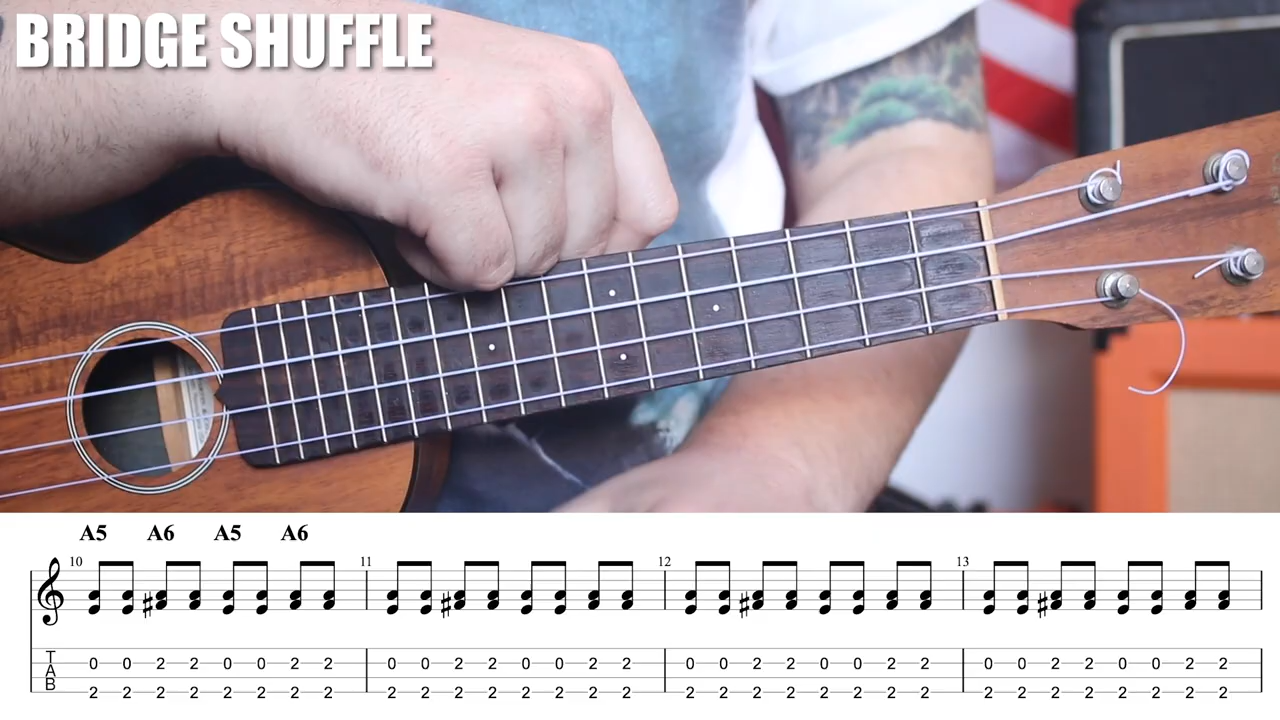 BRIDGE SHUFFLE
A5 A6 A5 A6
10 11 12 13
T 0 0 2 2 0 0 2 2 0 0 2 2 0 0 2 2 0 0 2 2 0 0 2 2 0 0 2 2 0 0 2 2
A
B 2 2 2 2 2 2 2 2 2 2 2 2 2 2 2 2 2 2 2 2 2 2 2 2 2 2 2 2 2 2 2 2